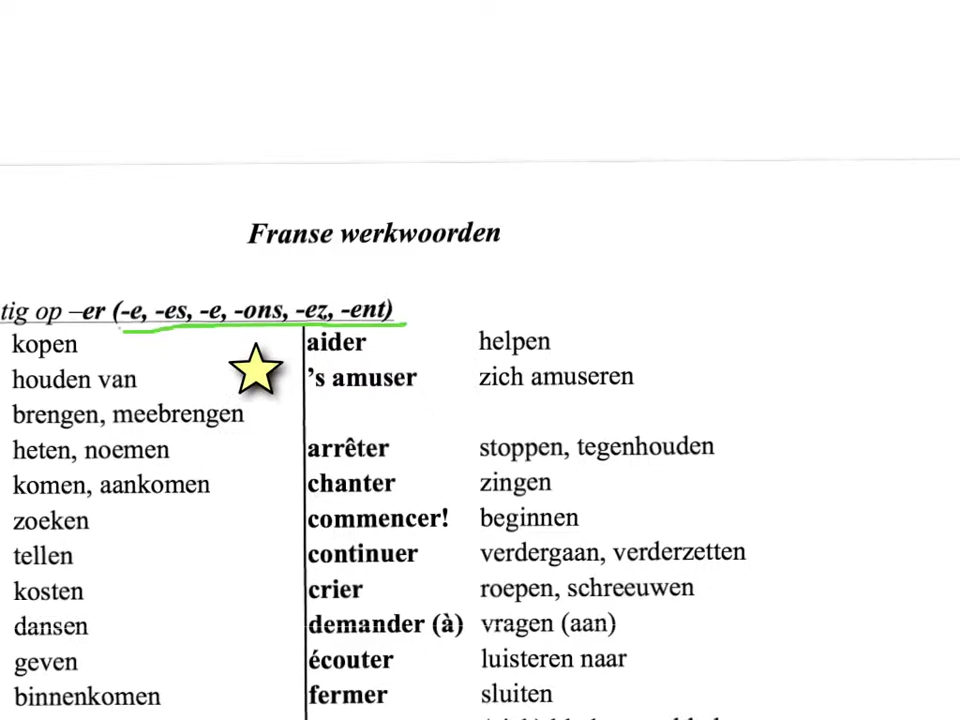 Franse werkwoorden
tig op –er (-e, -es, -e, -ons, -ez, -ent)
kopen aider helpen
houden van 's amuser zich amuseren
brengen, meebrengen
heten, noemen arrêter stoppen, tegenhouden
komen, aankomen chanter zingen
zoeken commencer! beginnen
tellen continuer verdergaan, verderzetten
kosten crier roepen, schreeuwen
dansen demander (à) vragen (aan)
geven écouter luisteren naar
binnenkomen fermer sluiten